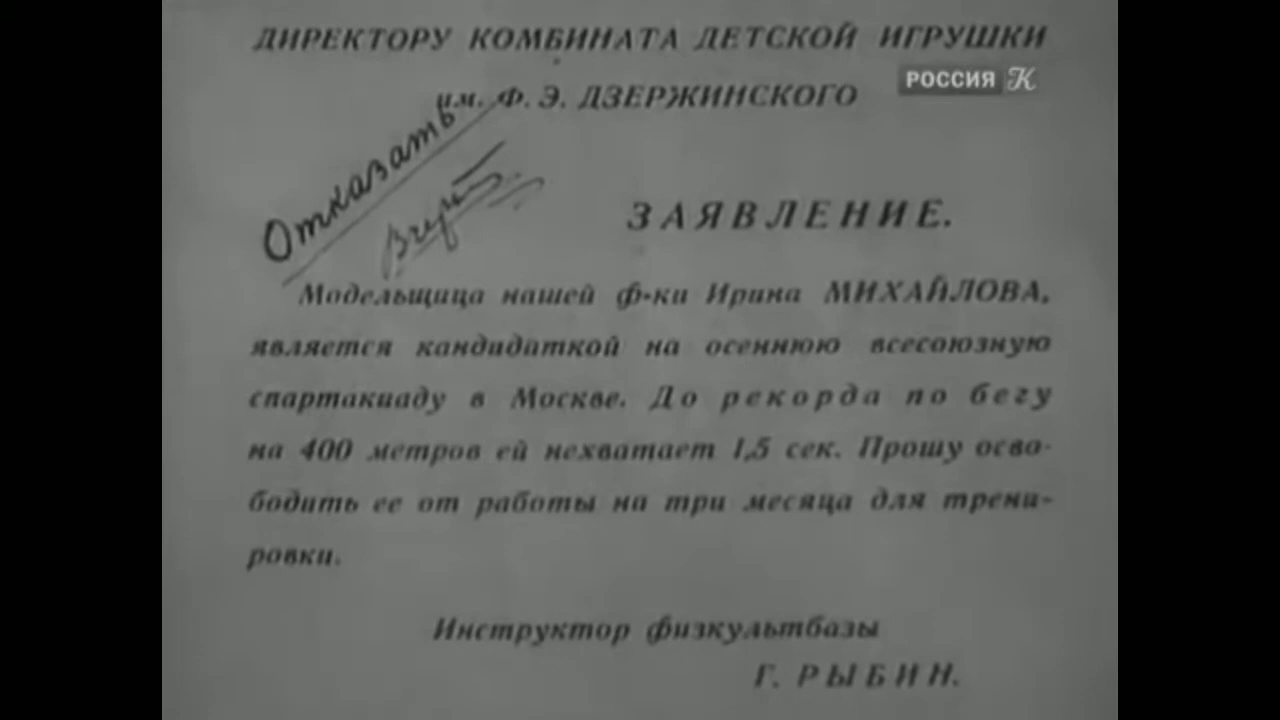 ДИРЕКТОРУ КОМБИНАТА ДЕТСКОЙ ИГРУШКИ
РОССИЯ К
им. Ф. Э. ДЗЕРЖИНСКОГО
Отказать
ЗАЯВЛЕНИЕ.
Модельщица нашей ф-ки Ирина МИХАЙЛОВА,
является кандидаткой на осеннюю всесоюзную
спартакиаду в Москве. До рекорда по бегу
на 400 метров ей нехватает 1,5 сек. Прошу осво-
бодить ее от работы на три месяца для трени-
ровки.
Инструктор физкультбазы
Г. РЫБИН.